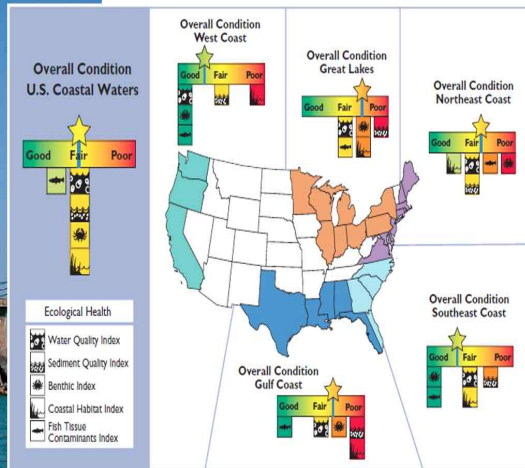 Overall Condition
U.S. Coastal Waters
Good Fair Poor
Ecological Health
Water Quality Index
Sediment Quality Index
Benthic Index
Coastal Habitat Index
Fish Tissue
Contaminants Index
Overall Condition
West Coast
Good Fair Poor
Overall Condition
Great Lakes
Good Fair Poor
Overall Condition
Northeast Coast
Good Fair Poor
Overall Condition
Southeast Coast
Good Fair Poor
Overall Condition
Gulf Coast
Good Fair Poor